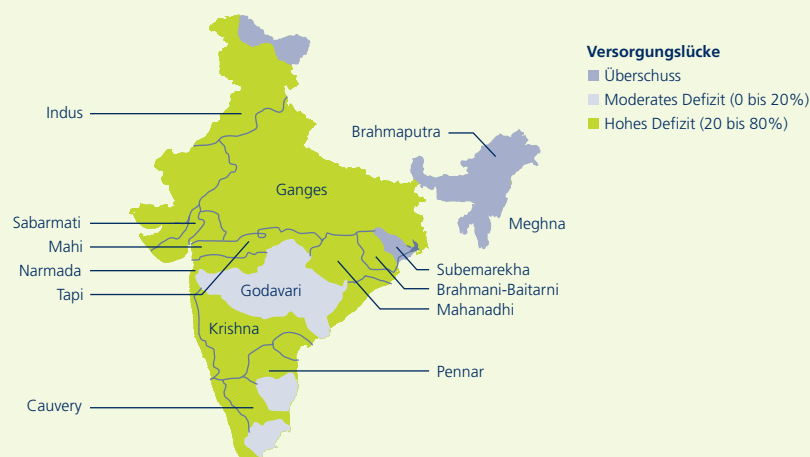 Versorgungslücke
Überschuss
Moderates Defizit (0 bis 20%)
Hohes Defizit (20 bis 80%)
Indus
Brahmaputra
Ganges
Sabarmati
Meghna
Mahi
Narmada
Subemarekha
Tapi
Godavari
Brahmani-Baitarni
Mahanadhi
Krishna
Pennar
Cauvery